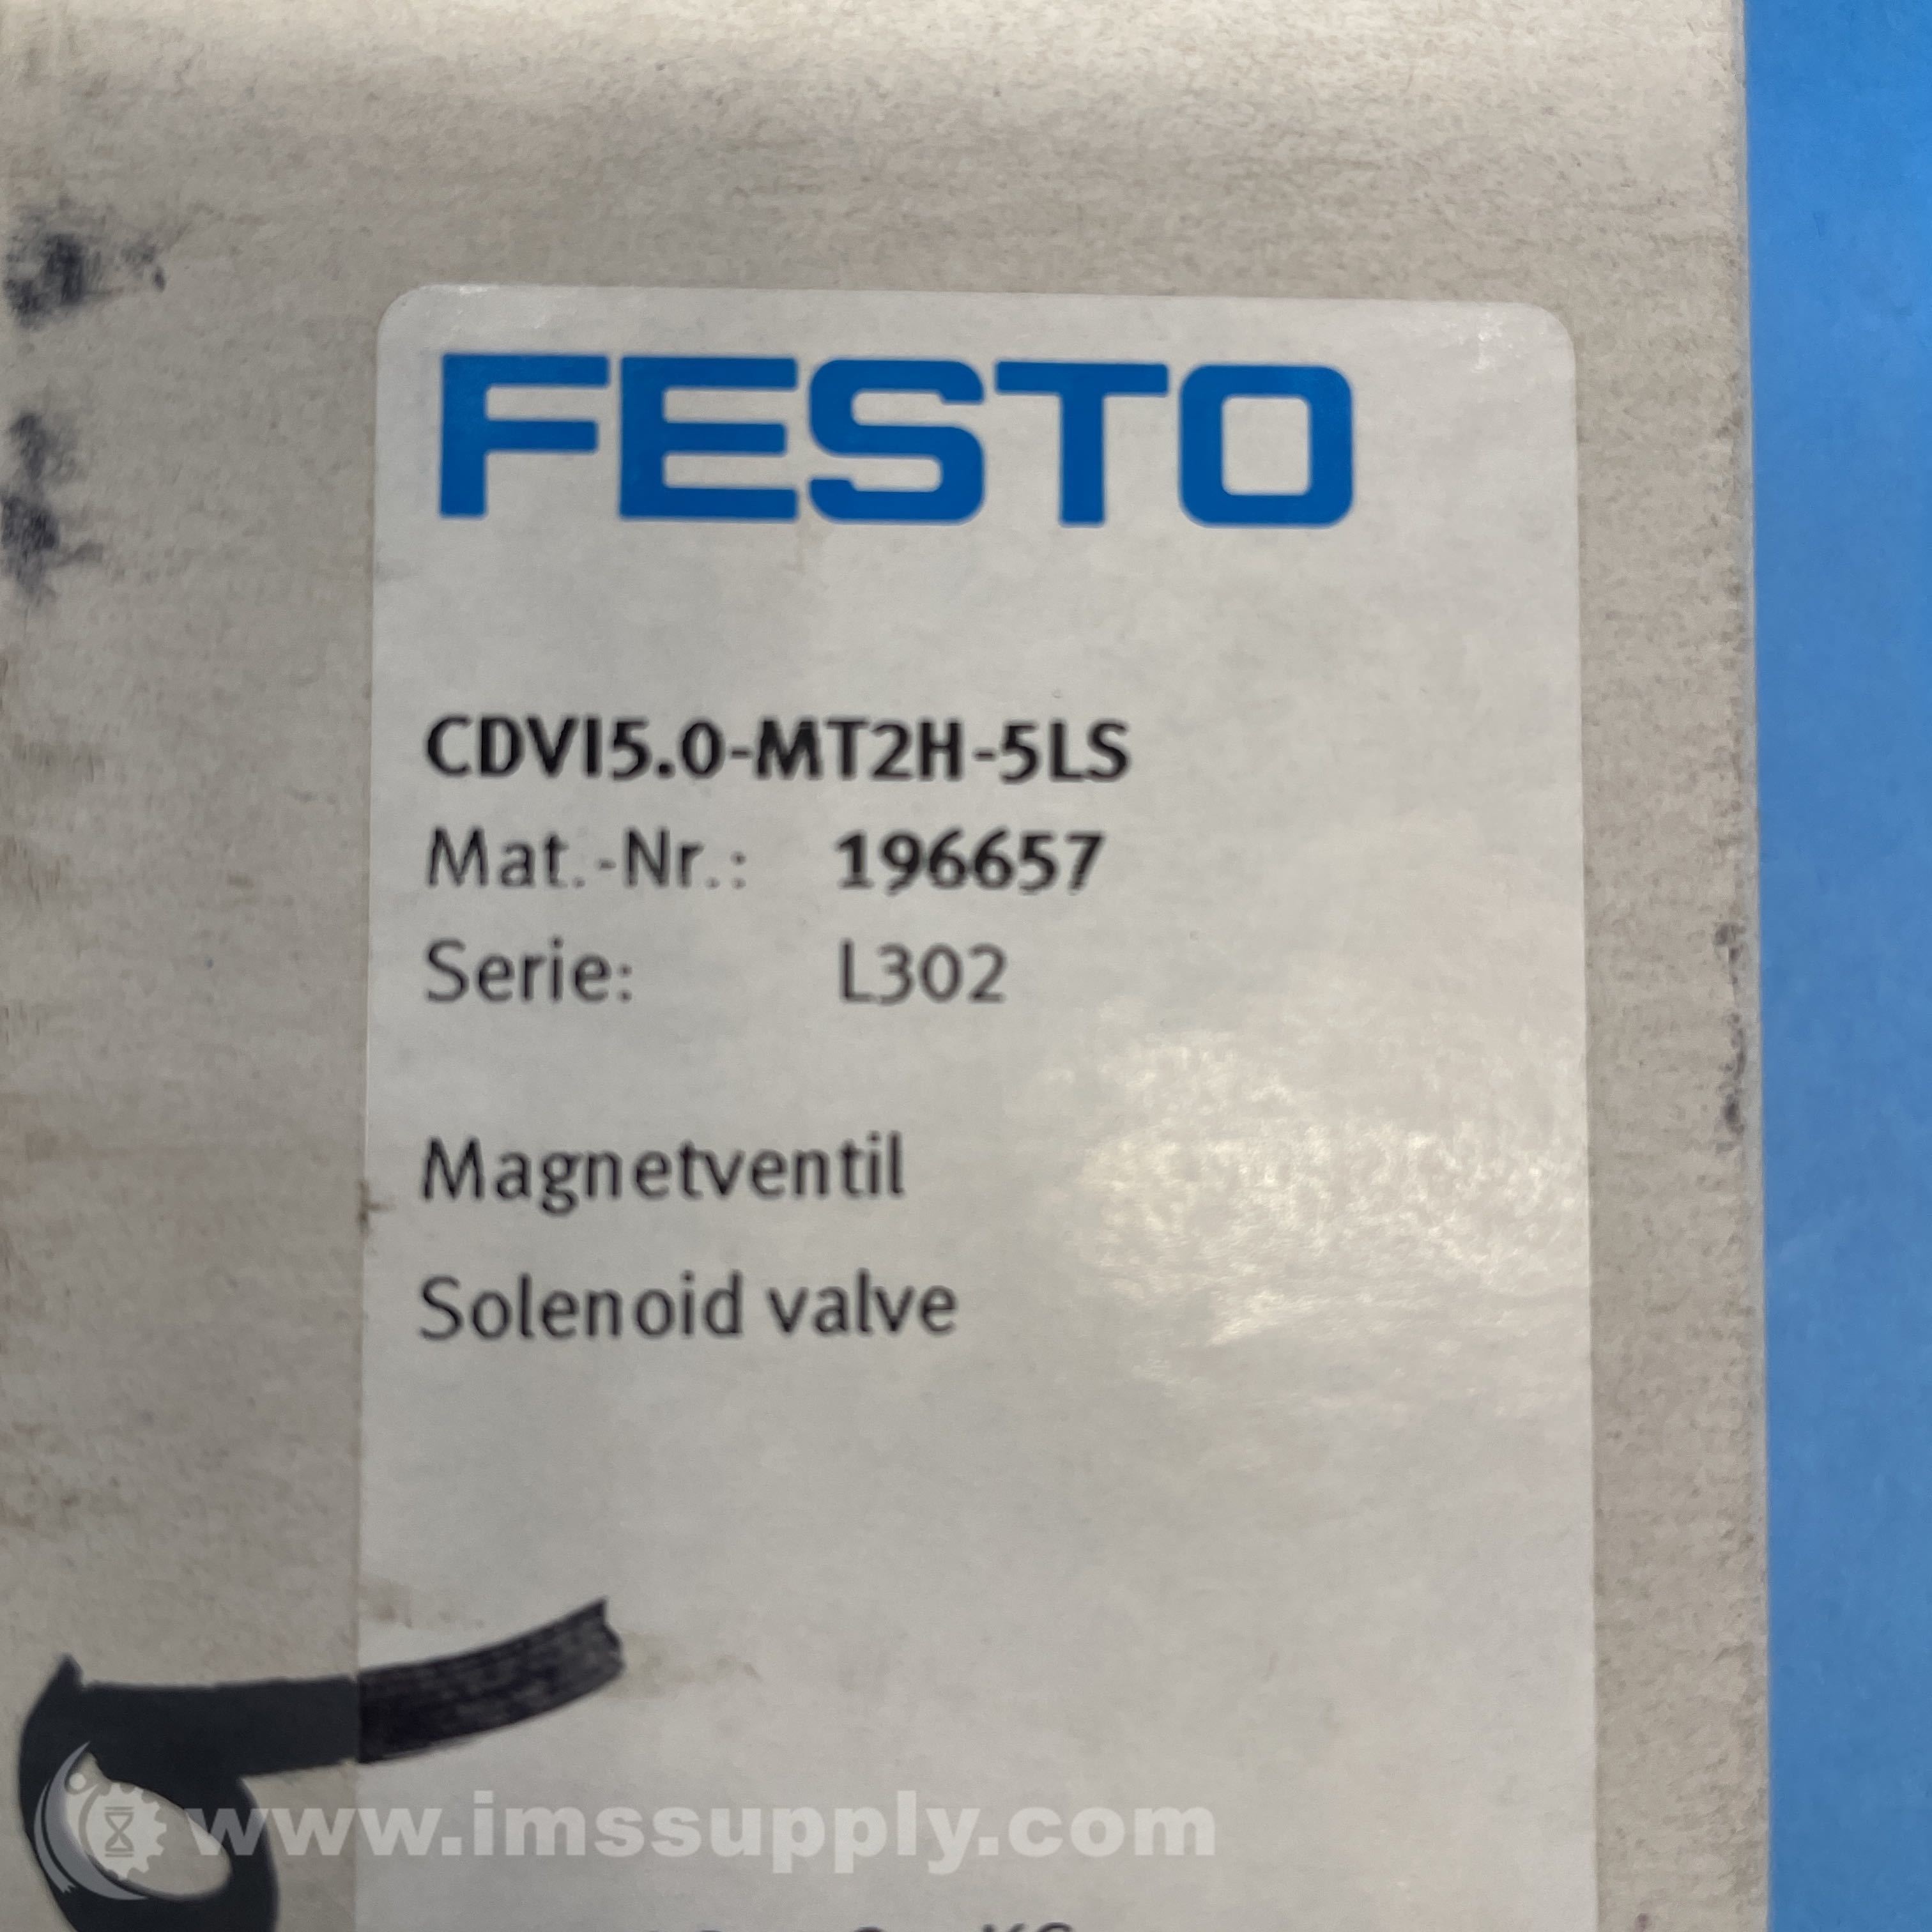 FESTO
CDVI5.0-MT2H-5LS
Mat.-Nr.: 196657
Serie: L302
Magnetventil
Solenoid valve
www.imssupply.com